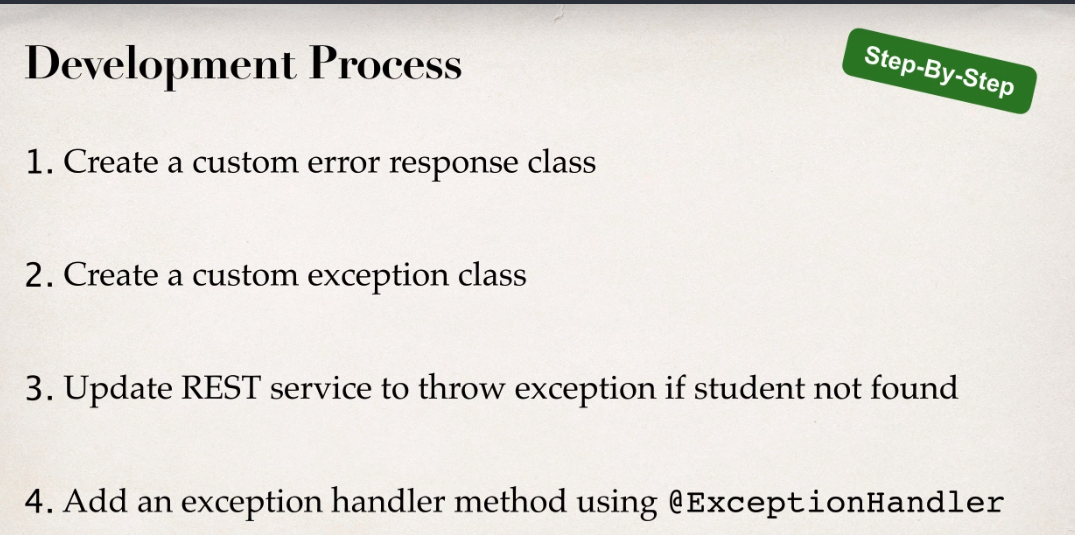 Development Process
Step-By-Step
1. Create a custom error response class
2. Create a custom exception class
3. Update REST service to throw exception if student not found
4. Add an exception handler method using @ExceptionHandler